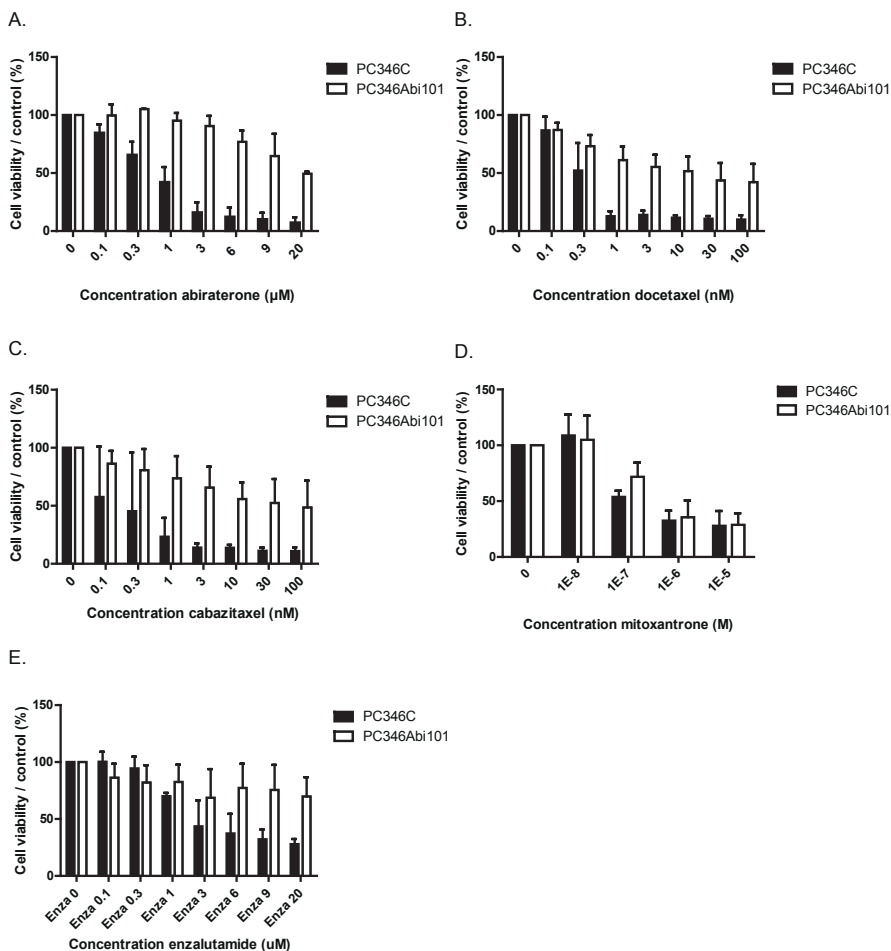 A.
150
100
50
0
Cell viability / control (%)
0
0.1
0.3
1
3
6
9
20
Concentration abiraterone (µM)
PC346C
PC346Abi101
B.
150
100
50
0
Cell viability / control (%)
0
0.1
0.3
1
3
10
30
100
Concentration docetaxel (nM)
PC346C
PC346Abi101
C.
150
100
50
0
Cell viability / control (%)
0
0.1
0.3
1
3
10
30
100
Concentration cabazitaxel (nM)
PC346C
PC346Abi101
D.
150
100
50
0
Cell viability / control (%)
0
1E-8
1E-7
1E-6
1E-5
Concentration mitoxantrone (M)
PC346C
PC346Abi101
E.
150
100
50
0
Cell viability / control (%)
Enza 0
Enza 0.1
Enza 0.3
Enza 1
Enza 3
Enza 6
Enza 9
Enza 20
Concentration enzalutamide (uM)
PC346C
PC346Abi101